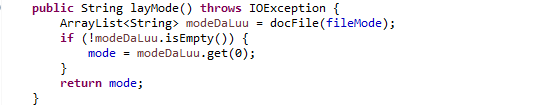 public String layMode() throws IOException {
ArrayList<String> modeDaLuu = docFile(fileMode);
if (!modeDaLuu.isEmpty()) {
mode = modeDaLuu.get(0);
}
return mode;
}